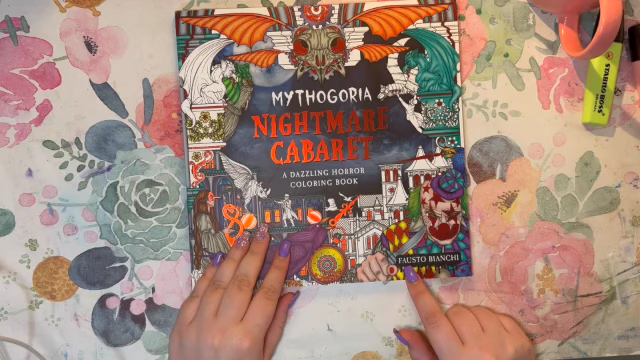 MYTHOGORIA
NIGHTMARE
CABARET
A DAZZLING HORROR
COLORING BOOK
FAUSTO BIANCHI
STABILO BOSS